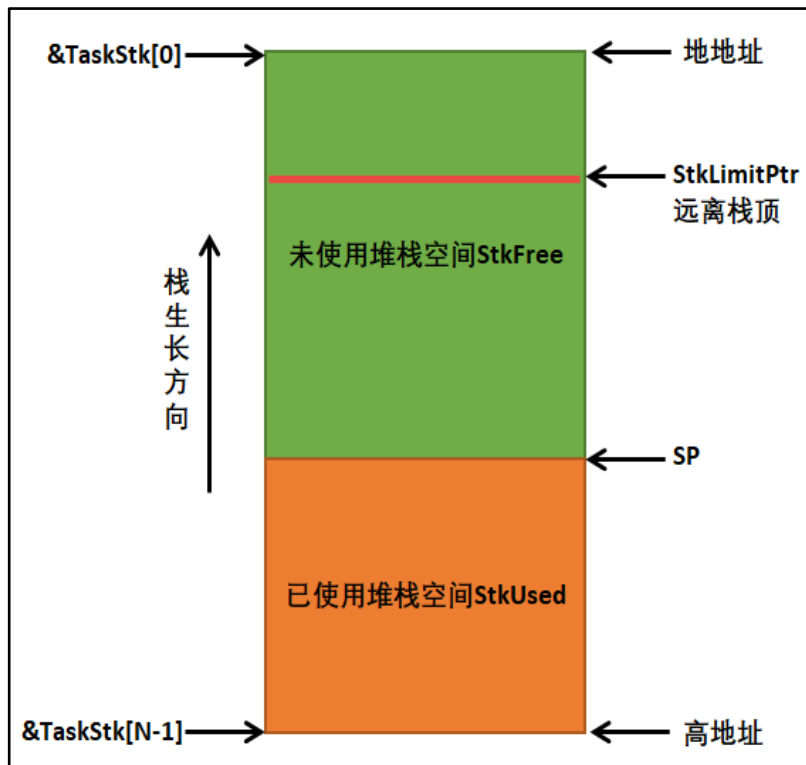 &TaskStk[0]
地地址
StkLimitPtr
远离栈顶
未使用堆栈空间StkFree
栈
生
长
方
向
SP
已使用堆栈空间StkUsed
&TaskStk[N-1]
高地址